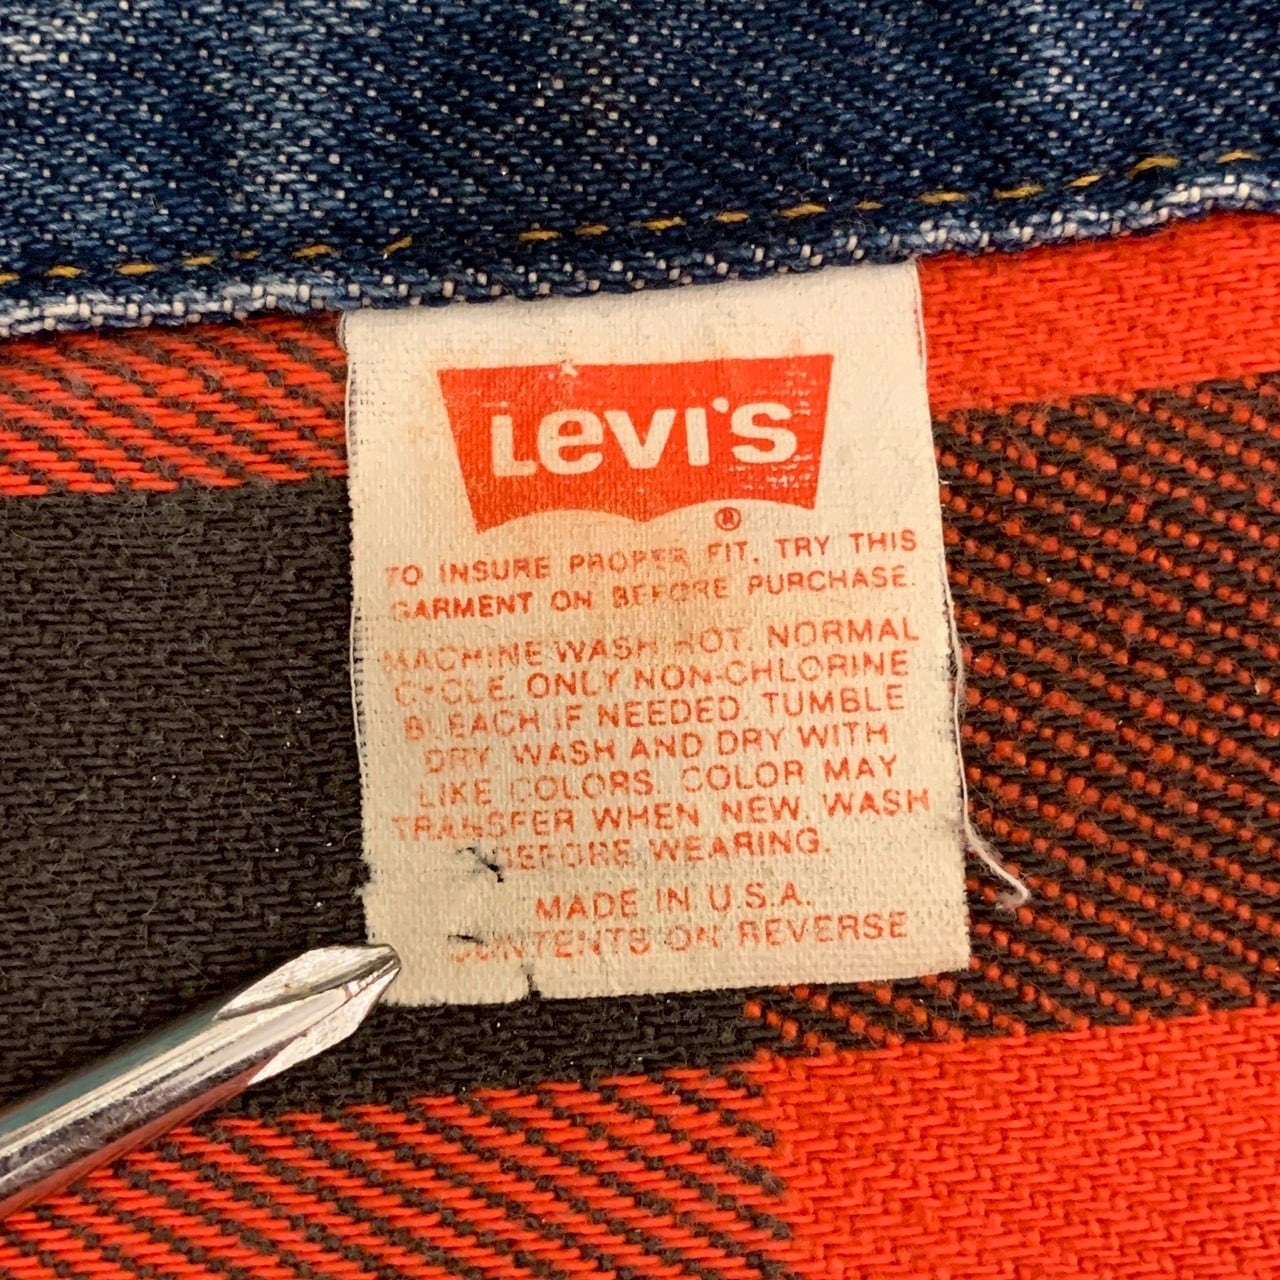 LEVI'S
®
TO INSURE PROPER FIT, TRY THIS
GARMENT ON BEFORE PURCHASE.
MACHINE WASH HOT. NORMAL
CYCLE. ONLY NON-CHLORINE
BLEACH IF NEEDED. TUMBLE
DRY. WASH AND DRY WITH
LIKE COLORS. COLOR MAY
TRANSFER WHEN NEW. WASH
BEFORE WEARING.
MADE IN U.S.A.
CONTENTS ON REVERSE